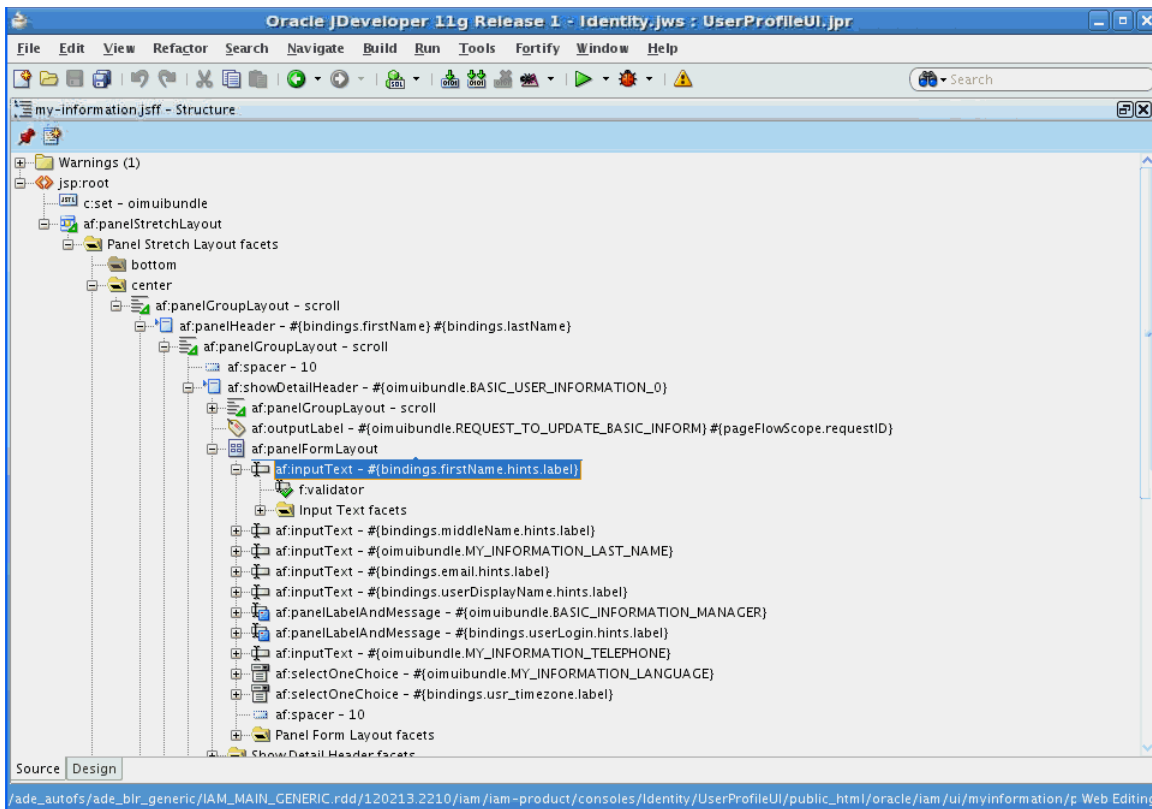 Oracle JDeveloper 11g Release 1 - Identity.jws : UserProfileUI.jpr
File Edit View Refactor Search Navigate Build Run Tools Fortify Window Help
Search
my-information.jsff - Structure
Warnings (1)
jsp:root
c:set - oimuibundle
af:panelStretchLayout
Panel Stretch Layout facets
bottom
center
af:panelGroupLayout - scroll
af:panelHeader - #{bindings.firstName} #{bindings.lastName}
af:panelGroupLayout - scroll
af:spacer - 10
af:showDetailHeader - #{oimuibundle.BASIC_USER_INFORMATION_0}
af:panelGroupLayout - scroll
af:outputLabel - #{oimuibundle.REQUEST_TO_UPDATE_BASIC_INFORM} #{pageFlowScope.requestID}
af:panelFormLayout
af:inputText - #{bindings.firstName.hints.label}
f:validator
Input Text facets
af:inputText - #{bindings.middleName.hints.label}
af:inputText - #{oimuibundle.MY_INFORMATION_LAST_NAME}
af:inputText - #{bindings.email.hints.label}
af:inputText - #{bindings.userDisplayName.hints.label}
af:panelLabelAndMessage - #{oimuibundle.BASIC_INFORMATION_MANAGER}
af:panelLabelAndMessage - #{bindings.userLogin.hints.label}
af:inputText - #{oimuibundle.MY_INFORMATION_TELEPHONE}
af:selectOneChoice - #{oimuibundle.MY_INFORMATION_LANGUAGE}
af:selectOneChoice - #{bindings.usr_timezone.label}
af:spacer - 10
Panel Form Layout facets
Show Detail Header facets
Source Design
/ade_autofs/ade_blr_generic/IAM_MAIN_GENERIC.rdd/120213.2210/iam/iam-product/consoles/Identity/UserProfileUI/public_html/oracle/iam/ui/myinformation/p Web Editing